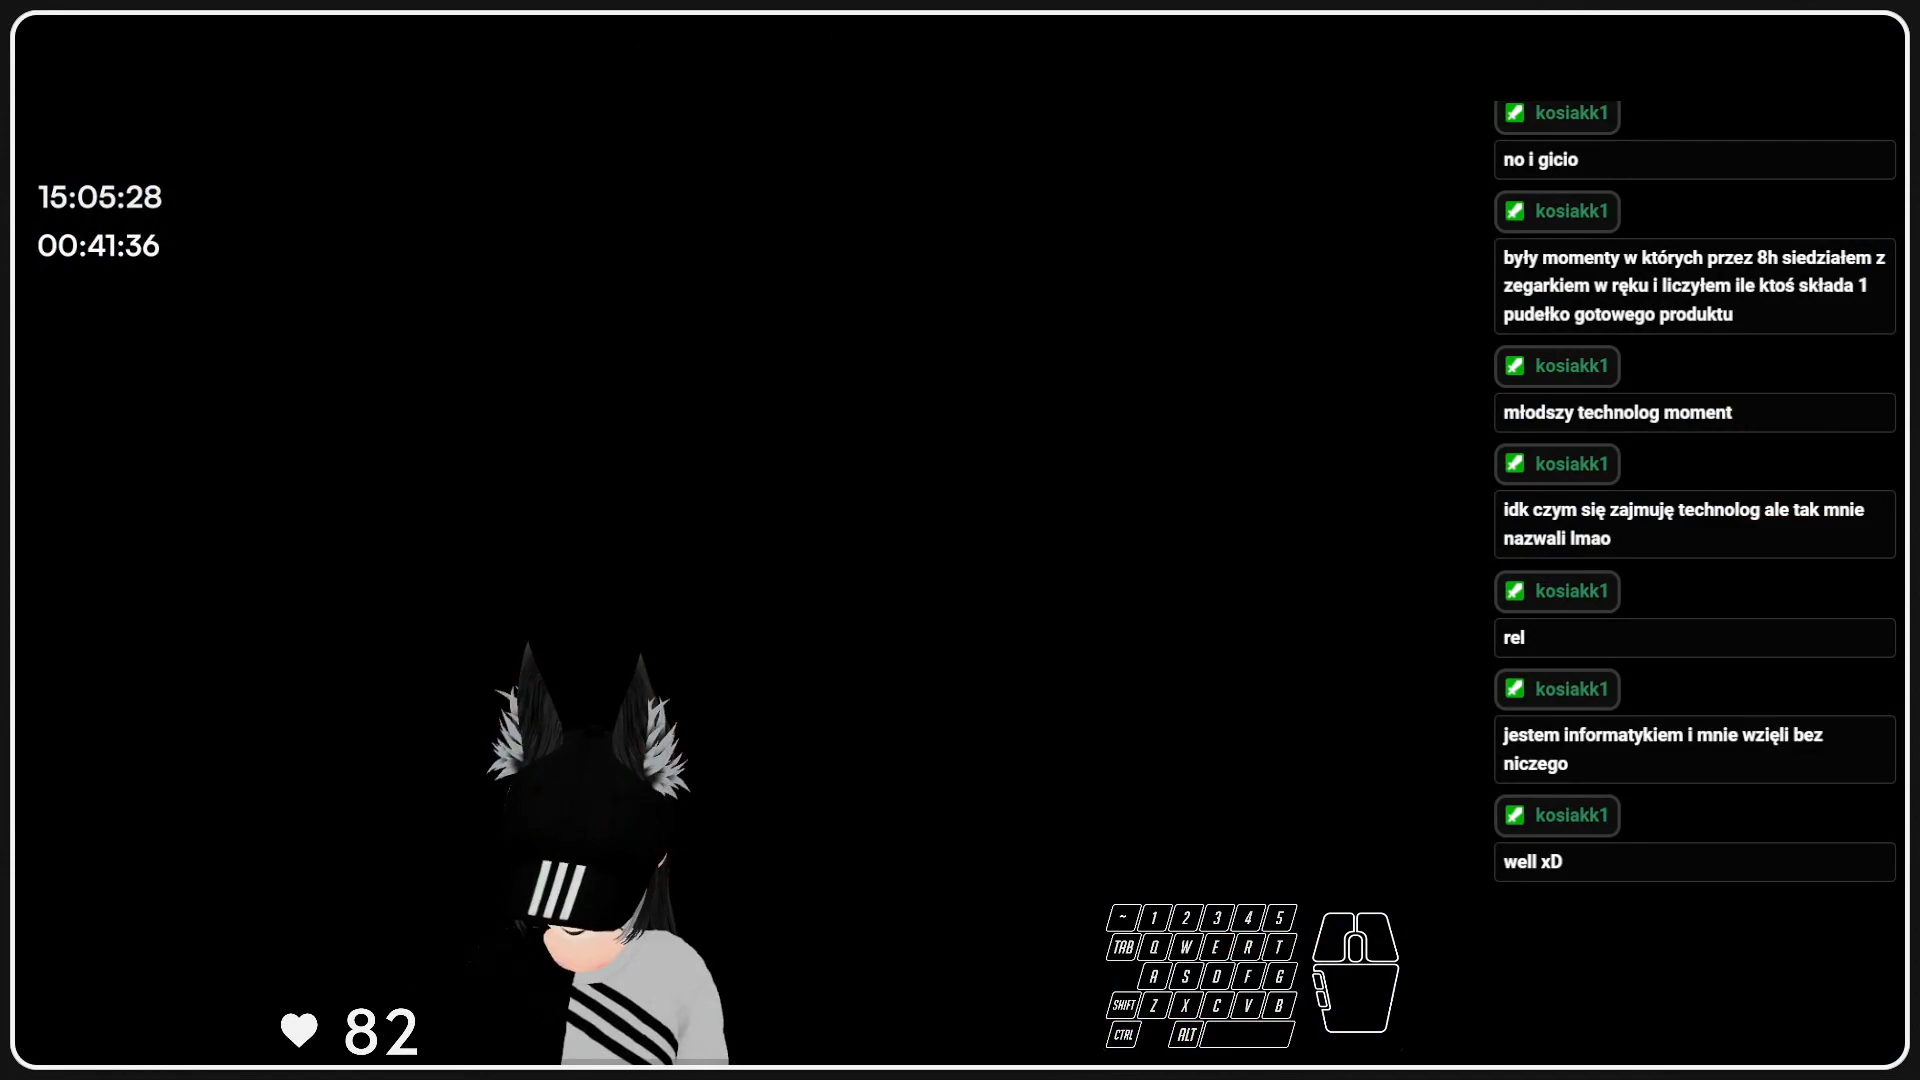 15:05:28
00:41:36
kosiakk1
no i gicio
kosiakk1
były momenty w których przez 8h siedziałem z
zegarkiem w ręku i liczyłem ile ktoś składa 1
pudełko gotowego produktu
kosiakk1
młodszy technolog moment
kosiakk1
idk czym się zajmuję technolog ale tak mnie
nazwali lmao
kosiakk1
rel
kosiakk1
jestem informatykiem i mnie wzięli bez
niczego
kosiakk1
well xD
~ 1 2 3 4 5
TAB Q W E R T
A S D F G
SHIFT Z X C V B
CTRL ALT
82